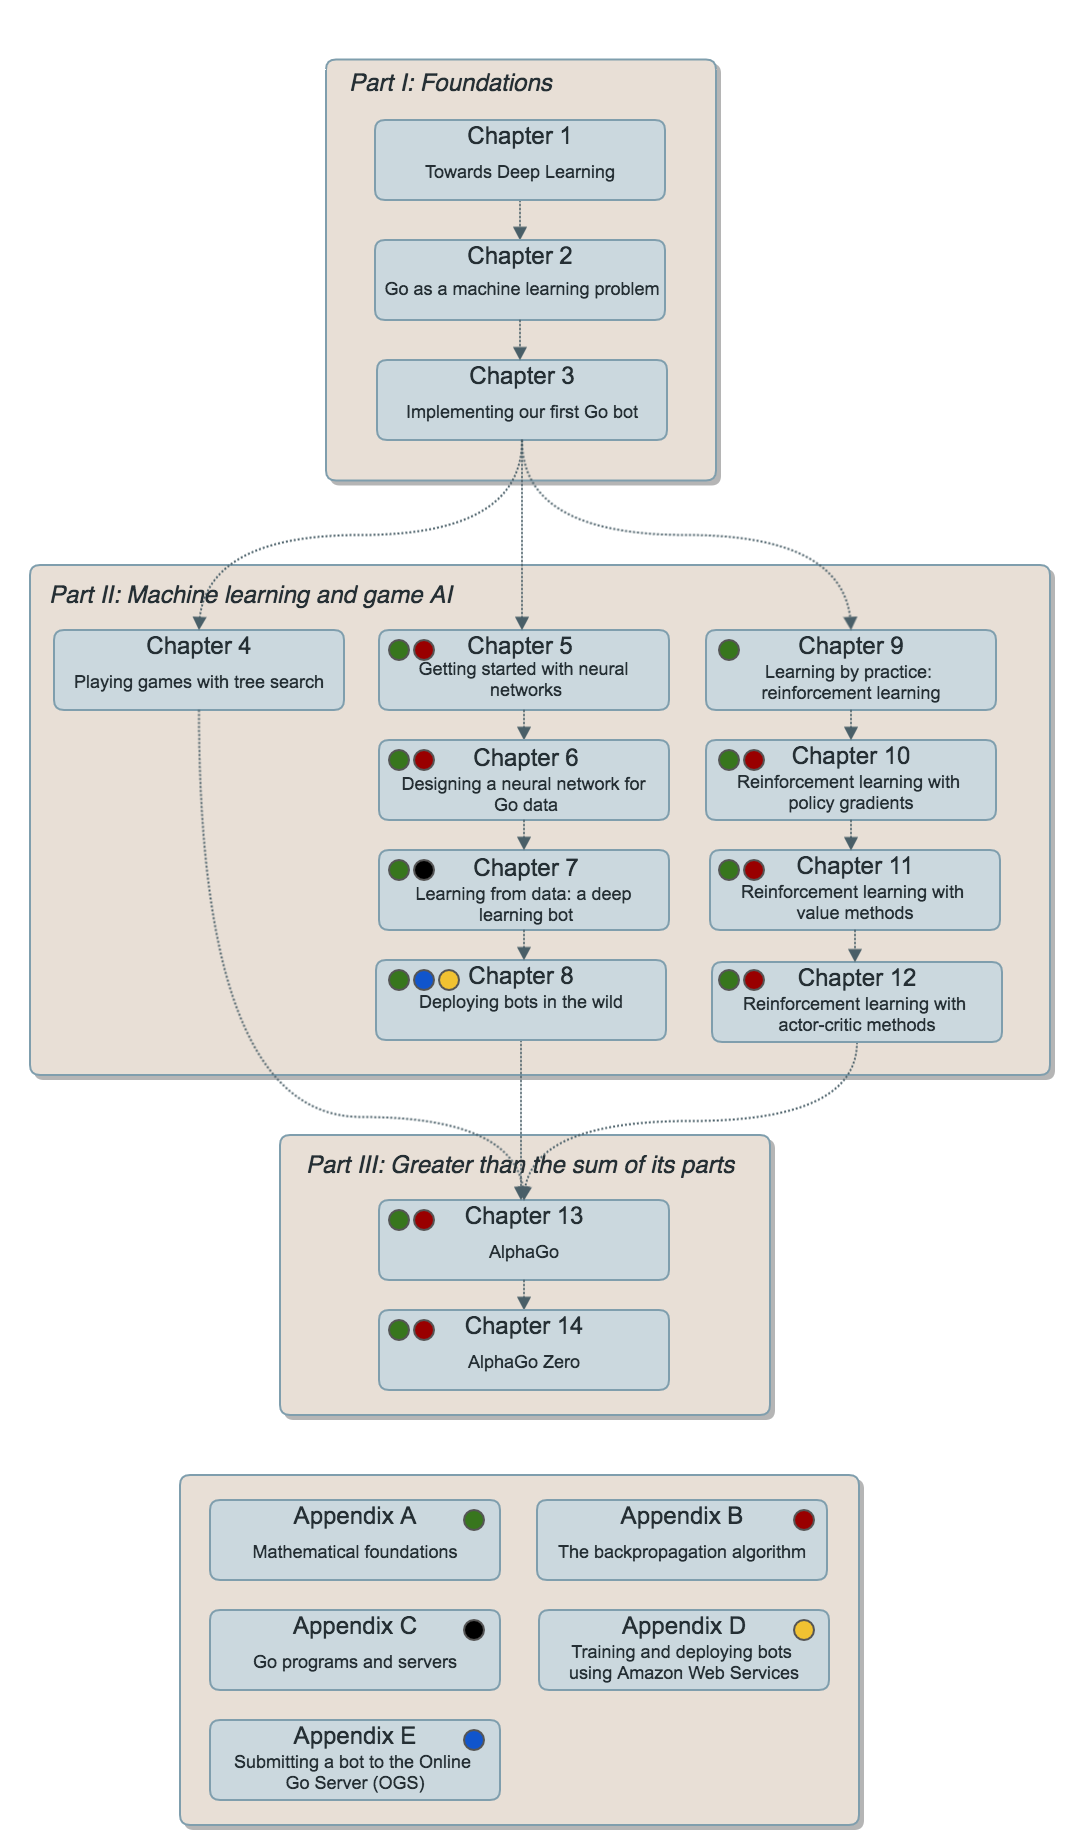 Part I: Foundations
Chapter 1
Towards Deep Learning
Chapter 2
Go as a machine learning problem
Chapter 3
Implementing our first Go bot
Part II: Machine learning and game AI
Chapter 4
Playing games with tree search
Chapter 5
Getting started with neural
networks
Chapter 6
Designing a neural network for
Go data
Chapter 7
Learning from data: a deep
learning bot
Chapter 8
Deploying bots in the wild
Chapter 9
Learning by practice:
reinforcement learning
Chapter 10
Reinforcement learning with
policy gradients
Chapter 11
Reinforcement learning with
value methods
Chapter 12
Reinforcement learning with
actor-critic methods
Part III: Greater than the sum of its parts
Chapter 13
AlphaGo
Chapter 14
AlphaGo Zero
Appendix A
Mathematical foundations
Appendix B
The backpropagation algorithm
Appendix C
Go programs and servers
Appendix D
Training and deploying bots
using Amazon Web Services
Appendix E
Submitting a bot to the Online
Go Server (OGS)